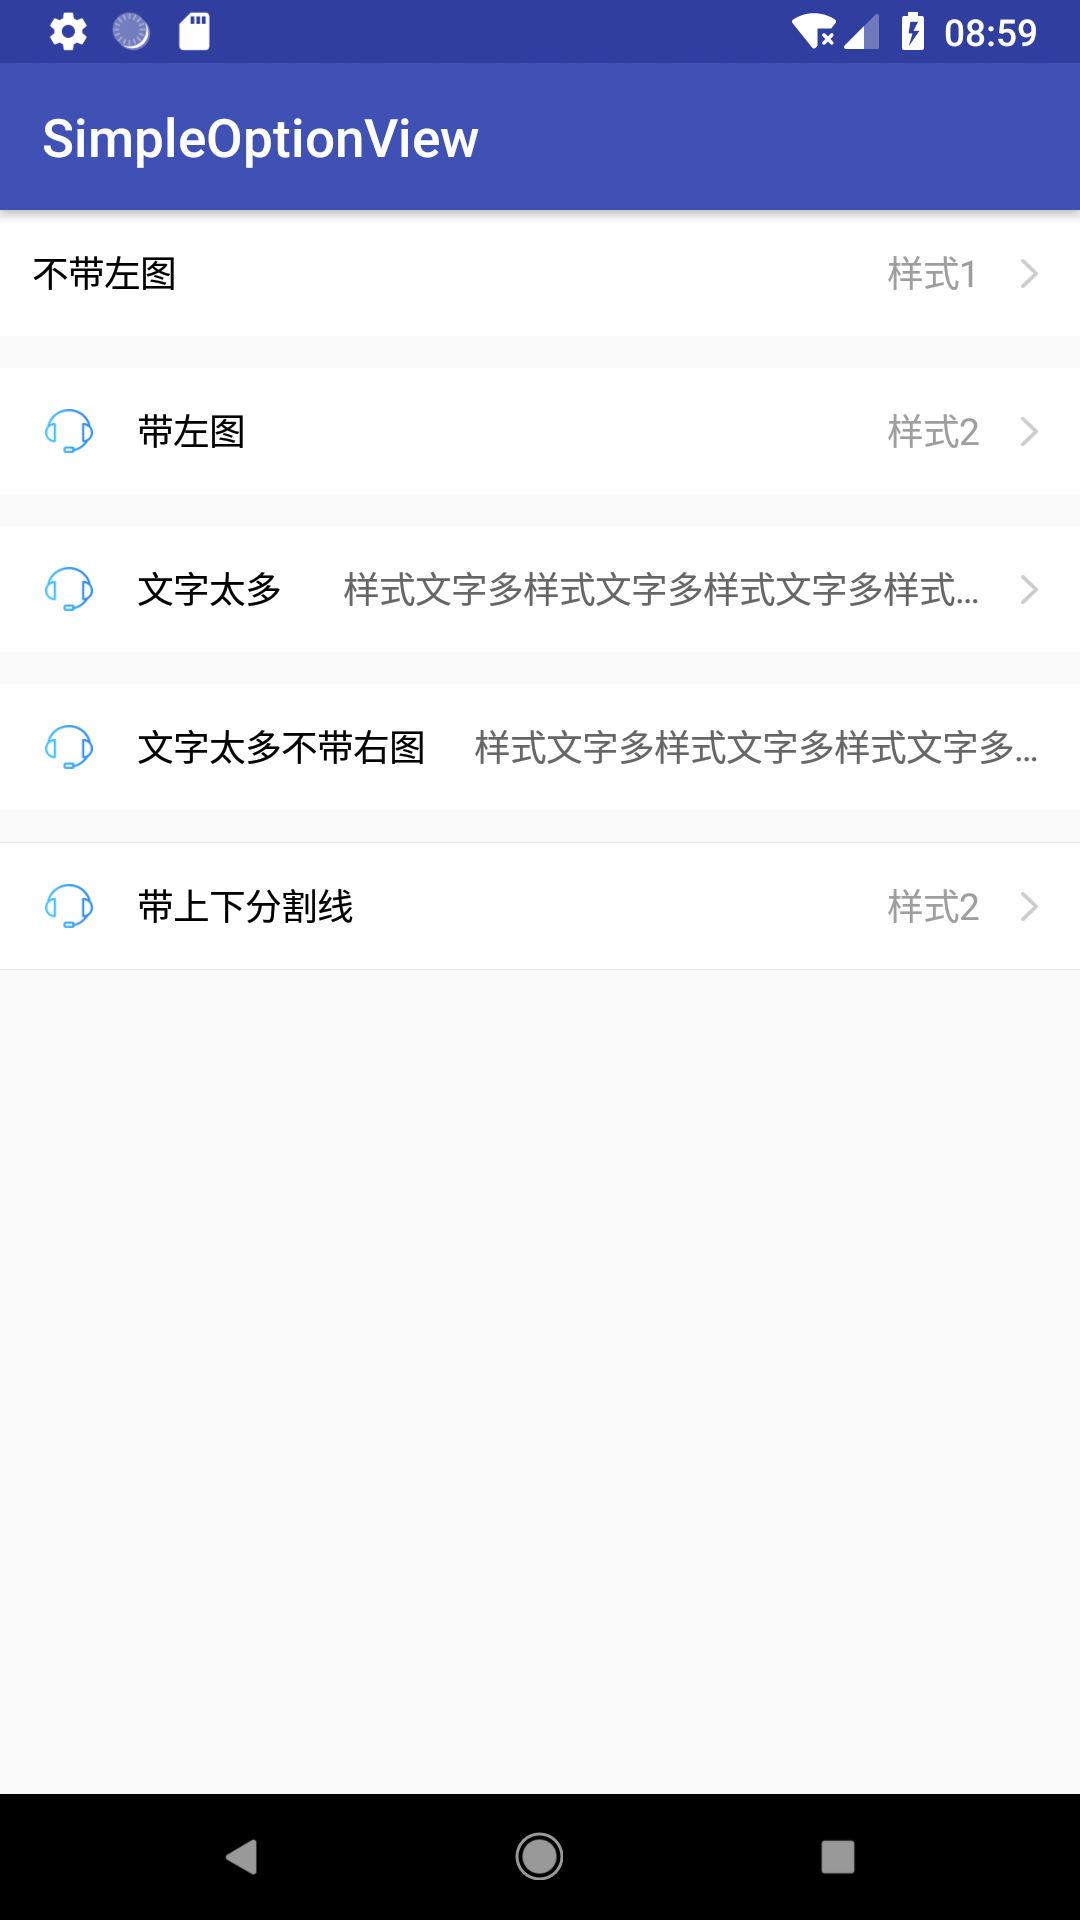 08:59
SimpleOptionView
不带左图 样式1
带左图 样式2
文字太多 样式文字多样式文字多样式文字多样式...
文字太多不带右图 样式文字多样式文字多样式文字多...
带上下分割线 样式2